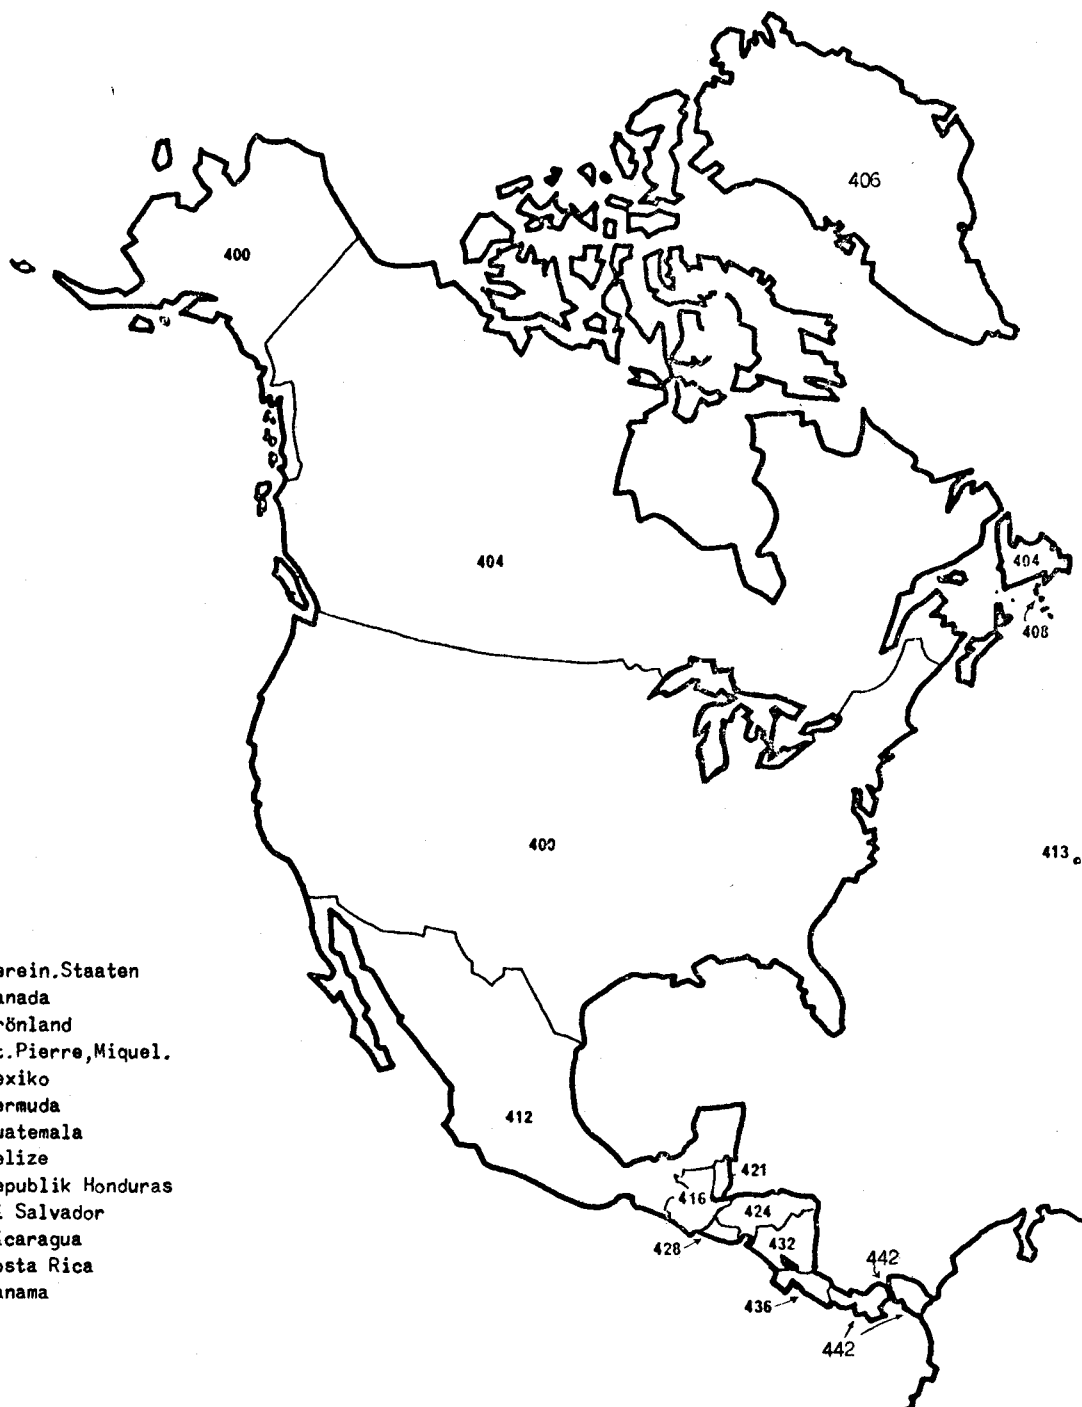 406
400
404
404
408
400
413
erein.Staaten
anada
rönland
t.Pierre,Miquel.
exiko
ermuda
uatemala
elize
epublik Honduras
l Salvador
icaragua
osta Rica
anama
412
421
416
424
428
432
442
436
442